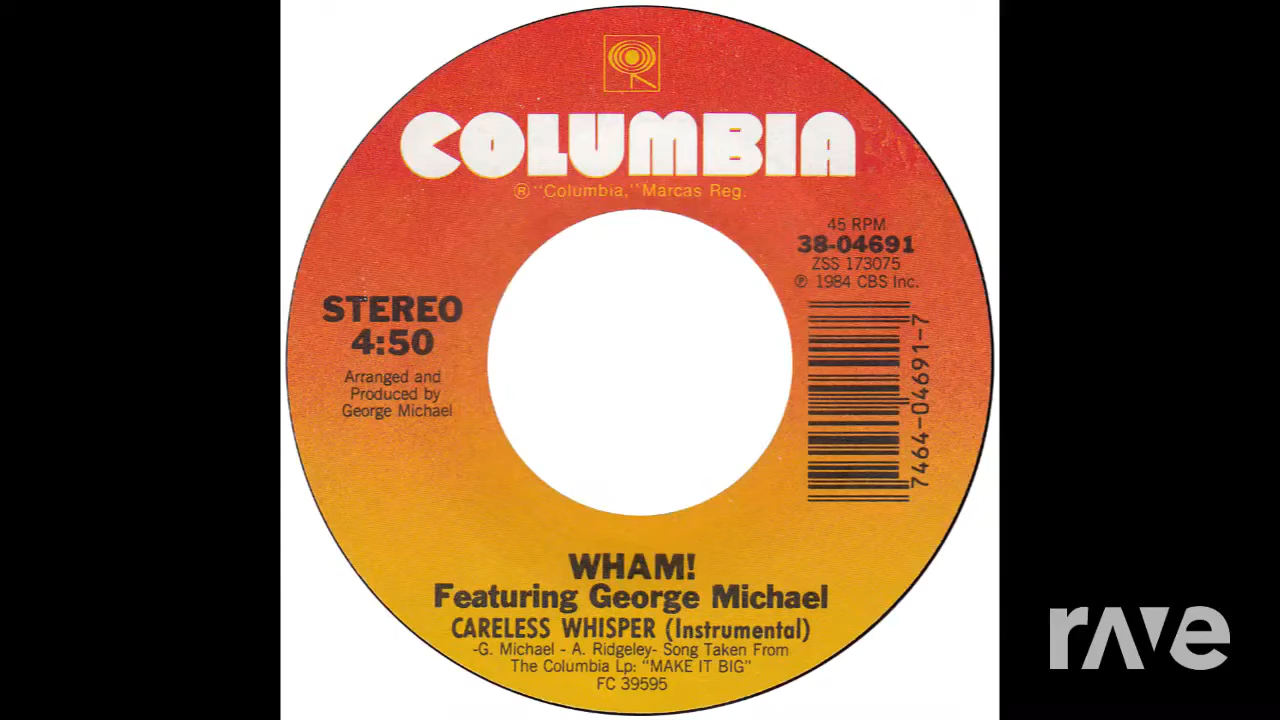 COLUMBIA
® "Columbia," Marcas Reg.
45 RPM
38-04691
ZSS 173075
℗ 1984 CBS Inc.
STEREO
4:50
Arranged and
Produced by
George Michael
7464-04691-7
WHAM!
Featuring George Michael
CARELESS WHISPER (Instrumental)
-G. Michael - A. Ridgeley- Song Taken From
The Columbia Lp: "MAKE IT BIG"
FC 39595
rave